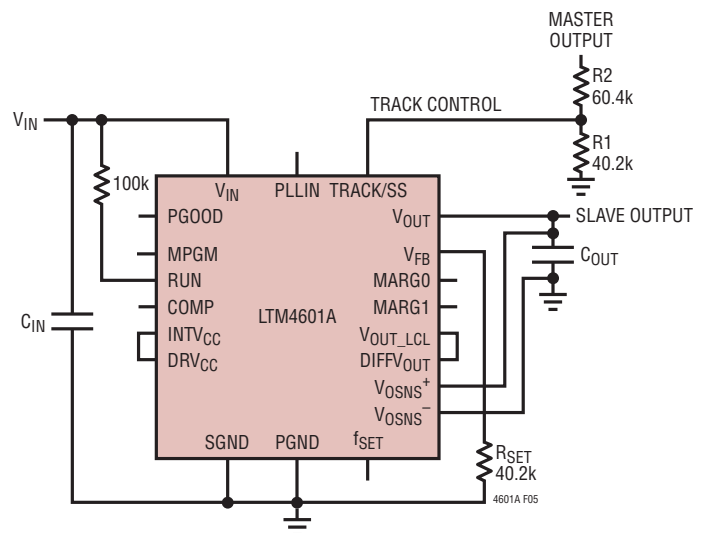 MASTER
OUTPUT
R2
60.4k
TRACK CONTROL
R1
40.2k
VIN
100k
VIN
PLLIN
TRACK/SS
PGOOD
VOUT
SLAVE OUTPUT
MPGM
VFB
COUT
RUN
MARG0
COMP
LTM4601A
MARG1
CIN
INTVCC
VOUT_LCL
DRVCC
DIFFVOUT
VOSNS+
VOSNS–
SGND
PGND
fSET
RSET
40.2k
4601A F05